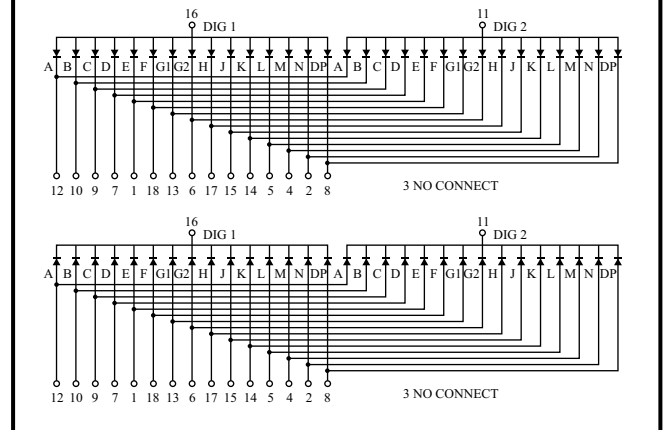 16 11
DIG 1 DIG 2
A B C D E F G1 G2 H J K L M N DP A B C D E F G1 G2 H J K L M N DP
12 10 9 7 1 18 13 6 17 15 14 5 4 2 8
3 NO CONNECT
16 11
DIG 1 DIG 2
A B C D E F G1 G2 H J K L M N DP A B C D E F G1 G2 H J K L M N DP
12 10 9 7 1 18 13 6 17 15 14 5 4 2 8
3 NO CONNECT